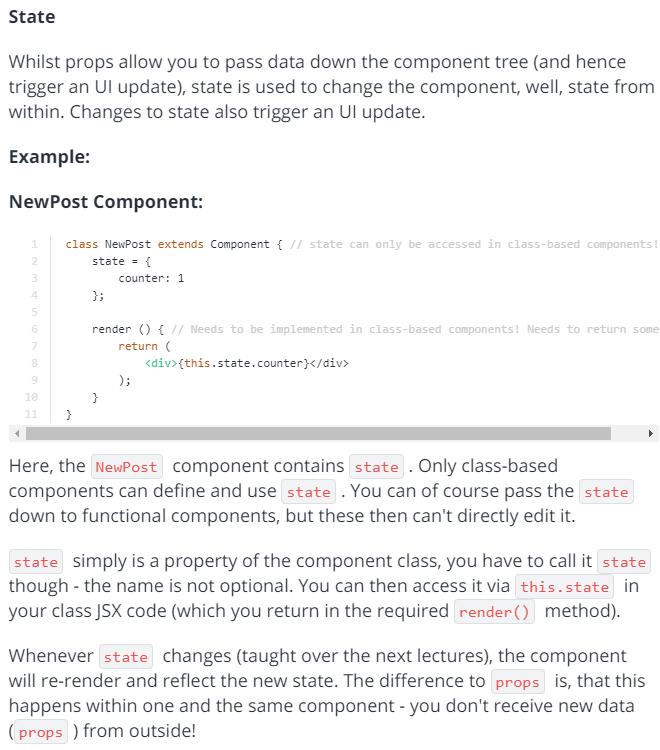 State
Whilst props allow you to pass data down the component tree (and hence
trigger an UI update), state is used to change the component, well, state from
within. Changes to state also trigger an UI update.
Example:
NewPost Component:
1 class NewPost extends Component { // state can only be accessed in class-based components!
2 state = {
3 counter: 1
4 };
5
6 render () { // Needs to be implemented in class-based components! Needs to return some
7 return (
8 <div>{this.state.counter}</div>
9 );
10 }
11 }
Here, the NewPost component contains state . Only class-based
components can define and use state . You can of course pass the state
down to functional components, but these then can't directly edit it.
state simply is a property of the component class, you have to call it state
though - the name is not optional. You can then access it via this.state in
your class JSX code (which you return in the required render() method).
Whenever state changes (taught over the next lectures), the component
will re-render and reflect the new state. The difference to props is, that this
happens within one and the same component - you don't receive new data
( props ) from outside!